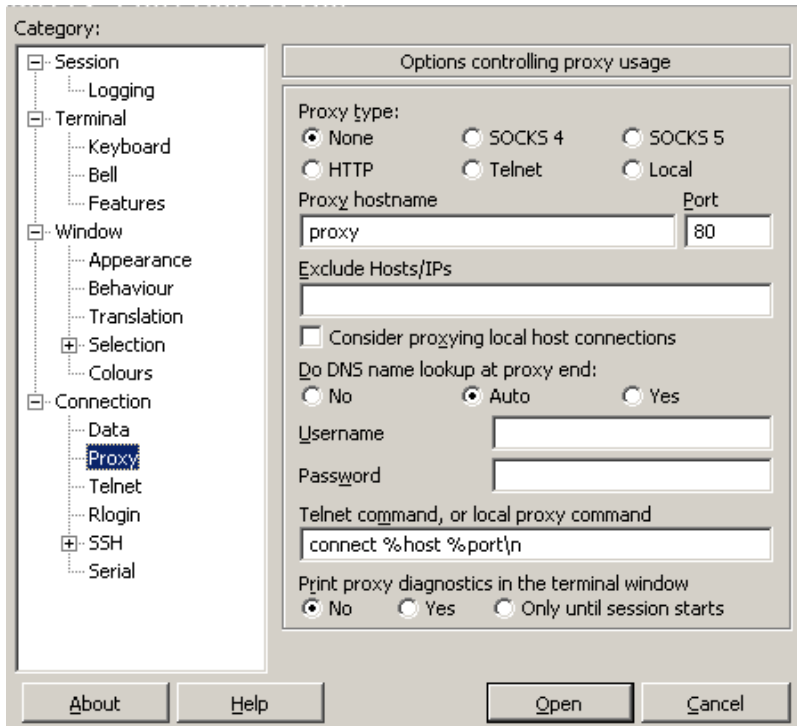 Category:
Session
Logging
Terminal
Keyboard
Bell
Features
Window
Appearance
Behaviour
Translation
Selection
Colours
Connection
Data
Proxy
Telnet
Rlogin
SSH
Serial
Options controlling proxy usage
Proxy type:
None SOCKS 4 SOCKS 5
HTTP Telnet Local
Proxy hostname Port
proxy 80
Exclude Hosts/IPs
Consider proxying local host connections
Do DNS name lookup at proxy end:
No Auto Yes
Username
Password
Telnet command, or local proxy command
connect %host %port\n
Print proxy diagnostics in the terminal window
No Yes Only until session starts
About Help Open Cancel